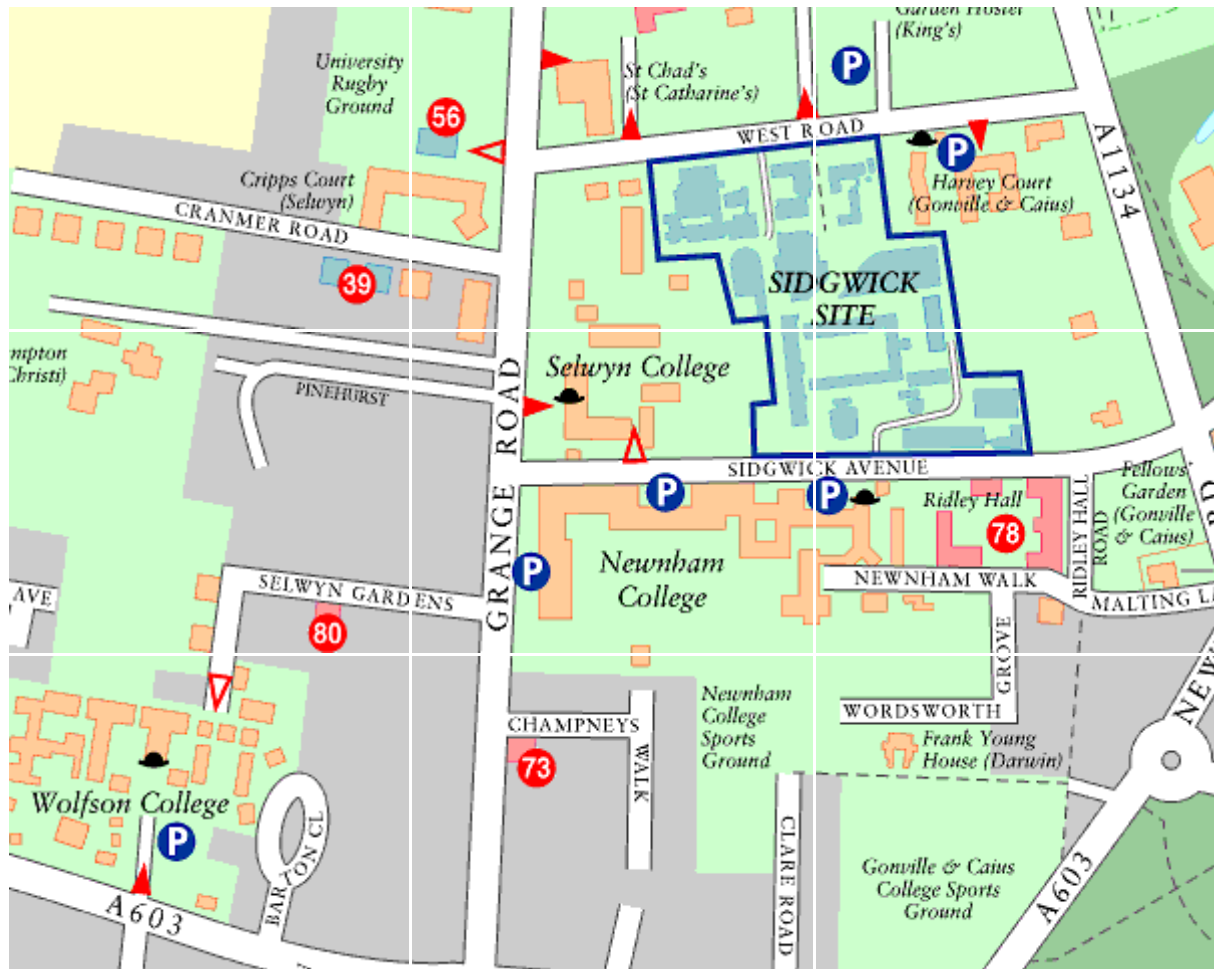 Garden Hostel
(King's)
University
Rugby
Ground
St Chad's
(St Catharine's)
P
56
WEST ROAD
A1134
P
Cripps Court
(Selwyn)
Harvey Court
(Gonville & Caius)
CRANMER ROAD
39
SIDGWICK
SITE
mpton
Christi)
Selwyn College
PINEHURST
GRANGE ROAD
SIDGWICK AVENUE
P
P
Ridley Hall
78
RIDLEY HALL
ROAD
Fellows'
Garden
(Gonville
& Caius)
P
Newnham
College
NEWNHAM WALK
MALTING LA
AVE
SELWYN GARDENS
80
GROVE
WORDSWORTH
NEWN
CHAMPNEYS
WALK
73
Newnham
College
Sports
Ground
Frank Young
House (Darwin)
Wolfson College
P
BARTON CL
CLARE ROAD
Gonville & Caius
College Sports
Ground
A603
A603